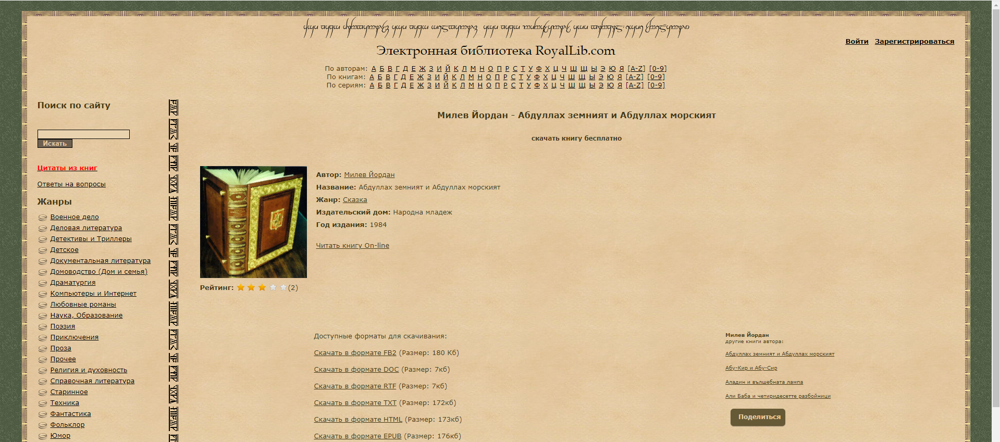 Электронная библиотека RoyalLib.com
Войти Зарегистрироваться
По авторам: А Б В Г Д Е Ж З И Й К Л М Н О П Р С Т У Ф Х Ц Ч Ш Щ Ы Э Ю Я [A-Z] [0-9]
По книгам: А Б В Г Д Е Ж З И Й К Л М Н О П Р С Т У Ф Х Ц Ч Ш Щ Ы Э Ю Я [A-Z] [0-9]
По сериям: А Б В Г Д Е Ж З И Й К Л М Н О П Р С Т У Ф Х Ц Ч Ш Щ Ы Э Ю Я [A-Z] [0-9]
Поиск по сайту
Искать
Цитаты из книг
Ответы на вопросы
Жанры
Военное дело
Деловая литература
Детективы и Триллеры
Детское
Документальная литература
Домоводство (Дом и семья)
Драматургия
Компьютеры и Интернет
Любовные романы
Наука, Образование
Поэзия
Приключения
Проза
Прочее
Религия и духовность
Справочная литература
Старинное
Техника
Фантастика
Фольклор
Юмор
Милев Йордан - Абдуллах земният и Абдуллах морският
скачать книгу бесплатно
Автор: Милев Йордан
Название: Абдуллах земният и Абдуллах морският
Жанр: Сказка
Издательский дом: Народна младеж
Год издания: 1984
Читать книгу On-line
Рейтинг: (2)
Доступные форматы для скачивания:
Скачать в формате FB2 (Размер: 180 Кб)
Скачать в формате DOC (Размер: 7кб)
Скачать в формате RTF (Размер: 7кб)
Скачать в формате TXT (Размер: 172кб)
Скачать в формате HTML (Размер: 173кб)
Скачать в формате EPUB (Размер: 176кб)
Милев Йордан
другие книги автора:
Абдуллах земният и Абдуллах морският
Абу-Кир и Абу-Сир
Аладин и вълшебната лампа
Али Баба и четиридесетте разбойници
Поделиться